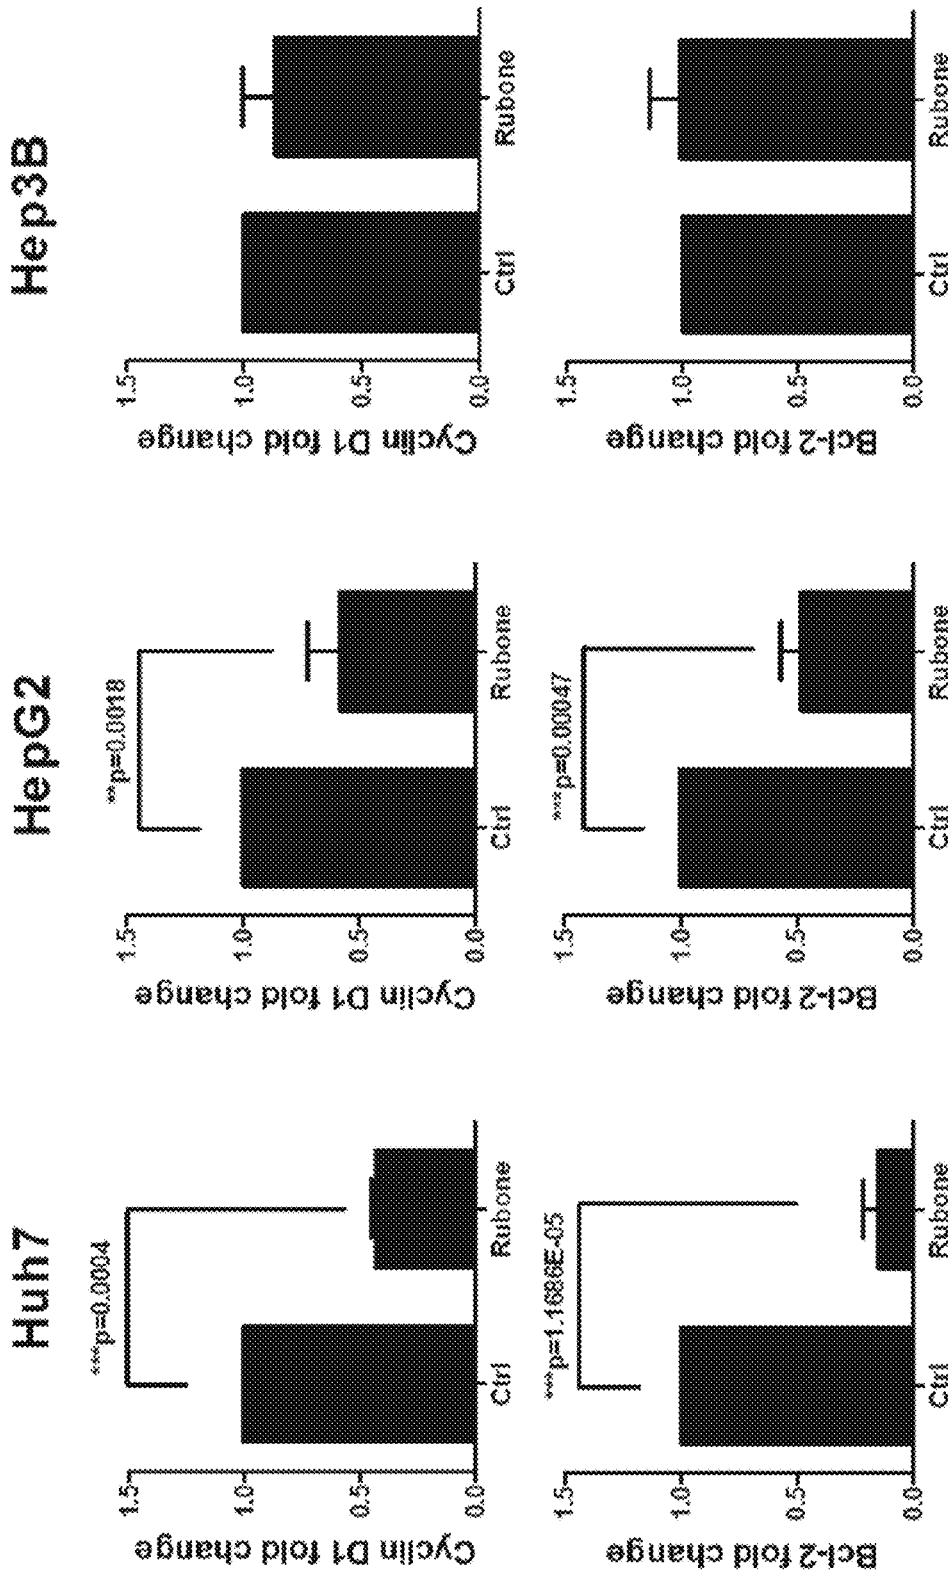 Huh7
HepG2
Hep3B
Cyclin D1 fold change
1.5
1.0
0.5
0.0
***p=0.0004
Ctrl
Rubone
Cyclin D1 fold change
1.5
1.0
0.5
0.0
**p=0.0018
Ctrl
Rubone
Cyclin D1 fold change
1.5
1.0
0.5
0.0
Ctrl
Rubone
Bcl-2 fold change
1.5
1.0
0.5
0.0
***p=1.1686E-05
Ctrl
Rubone
Bcl-2 fold change
1.5
1.0
0.5
0.0
***p=0.00047
Ctrl
Rubone
Bcl-2 fold change
1.5
1.0
0.5
0.0
Ctrl
Rubone